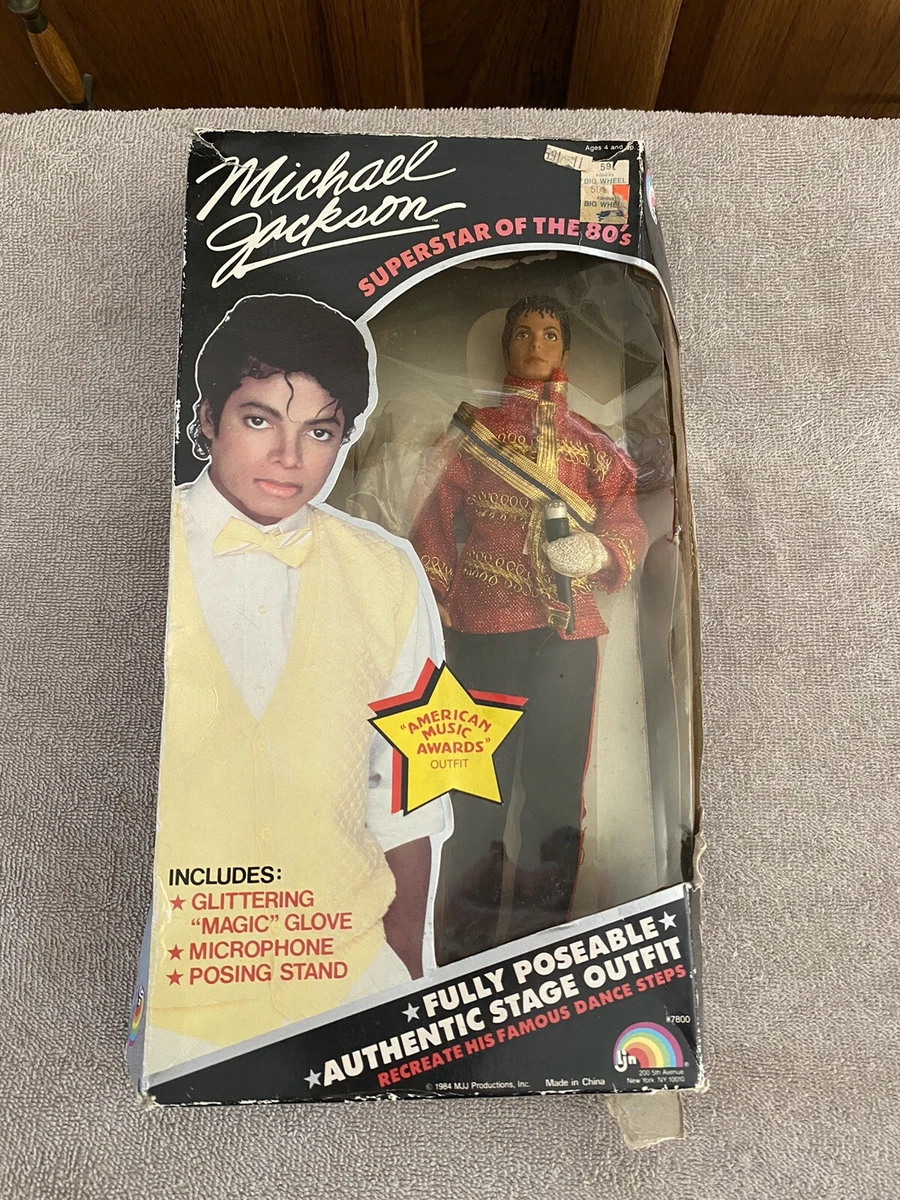 Michael
Jackson™
SUPERSTAR OF THE 80's
Ages 4 and up
59¢
BIG WHEEL
BIG WHEEL
"AMERICAN
MUSIC
AWARDS"
OUTFIT
INCLUDES:
★ GLITTERING
"MAGIC" GLOVE
★ MICROPHONE
★ POSING STAND
★ FULLY POSEABLE ★
★ AUTHENTIC STAGE OUTFIT
RECREATE HIS FAMOUS DANCE STEPS
#7800
Ljn®
200 5th Avenue
New York, NY 10010
© 1984 MJJ Productions, Inc. Made in China